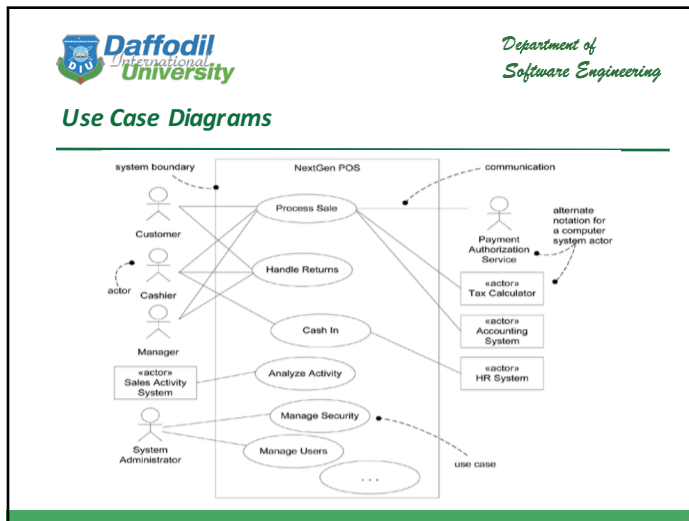 Daffodil
International
University
DIU
Department of
Software Engineering
Use Case Diagrams
system boundary
NextGen POS
communication
Customer
Process Sale
Payment
Authorization
Service
alternate
notation for
a computer
system actor
actor
Cashier
Handle Returns
«actor»
Tax Calculator
Manager
Cash In
«actor»
Accounting
System
«actor»
Sales Activity
System
Analyze Activity
«actor»
HR System
System
Administrator
Manage Security
Manage Users
use case
. . .